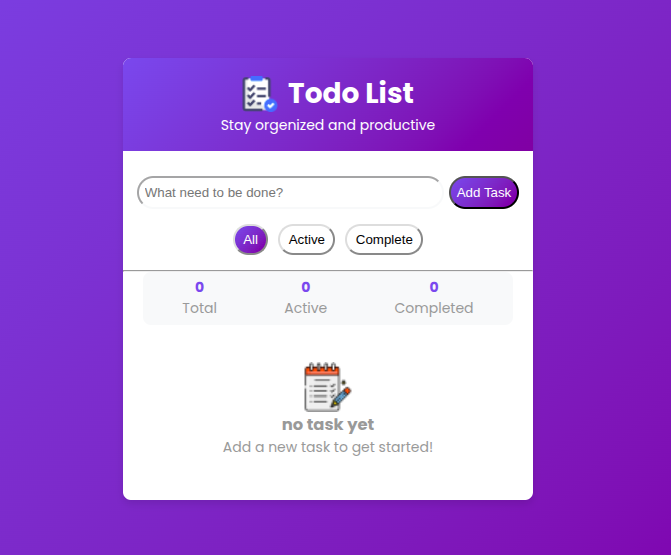 Todo List
Stay orgenized and productive
What need to be done?
Add Task
All
Active
Complete
0
0
0
Total
Active
Completed
no task yet
Add a new task to get started!